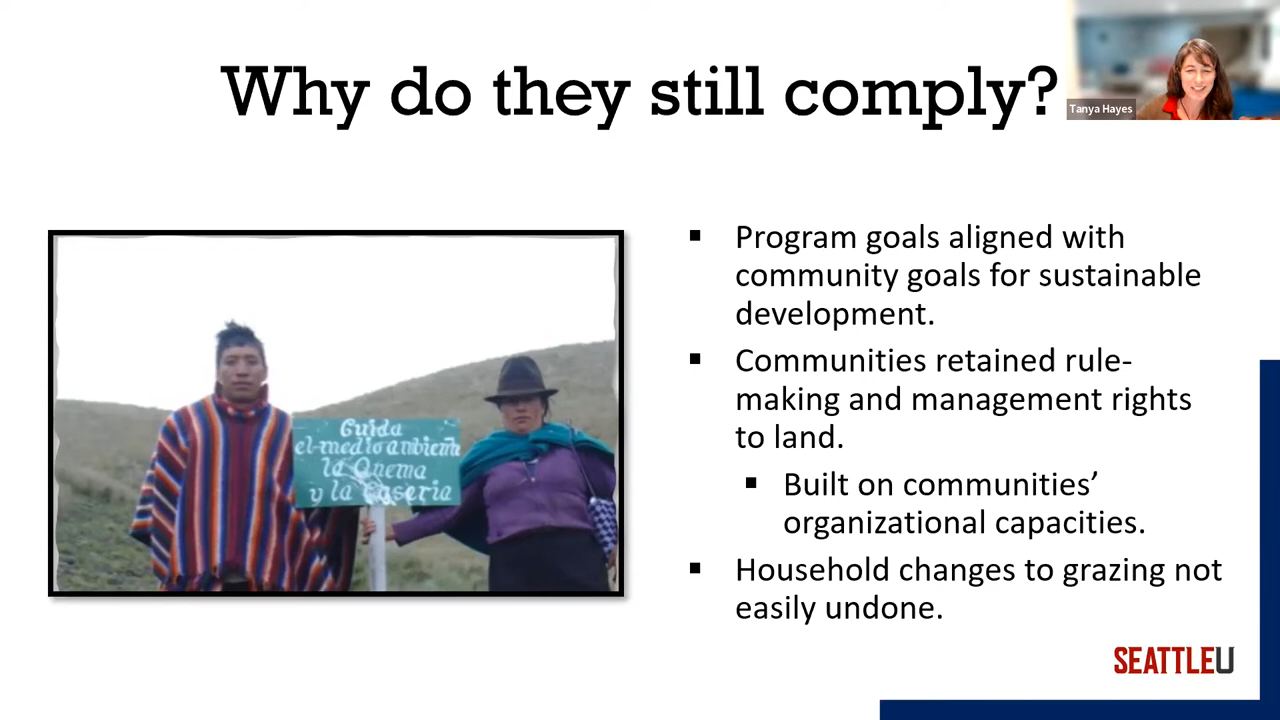 Why do they still comply?
Tanya Hayes
▪ Program goals aligned with
community goals for sustainable
development.
▪ Communities retained rule-
making and management rights
to land.
▪ Built on communities’
organizational capacities.
▪ Household changes to grazing not
easily undone.
Guida
el medio ambiente
la Quema
y la Caseria
SEATTLEU